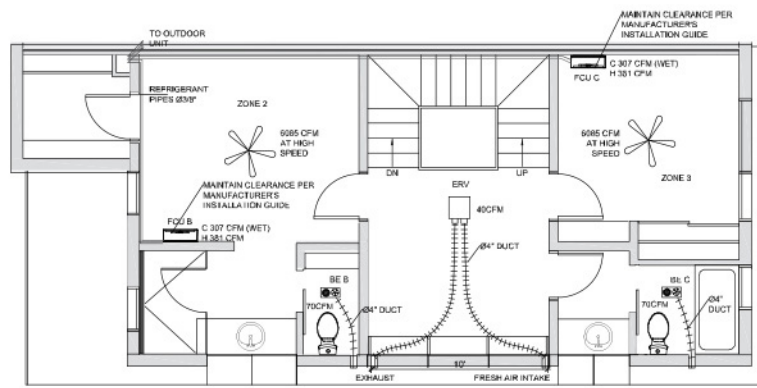 TO OUTDOOR
UNIT
MAINTAIN CLEARANCE PER
MANUFACTURER'S
INSTALLATION GUIDE
C 307 CFM (WET)
H 381 CFM
FCU C
REFRIGERANT
PIPES Ø3/8"
ZONE 2
6085 CFM
AT HIGH
SPEED
6085 CFM
AT HIGH
SPEED
ZONE 3
DN
UP
MAINTAIN CLEARANCE PER
MANUFACTURER'S
INSTALLATION GUIDE
ERV
40CFM
FCU B
C 307 CFM (WET)
H 381 CFM
Ø4" DUCT
BE B
70CFM
Ø4" DUCT
BE C
70CFM
Ø4"
DUCT
10'
EXHAUST
FRESH AIR INTAKE